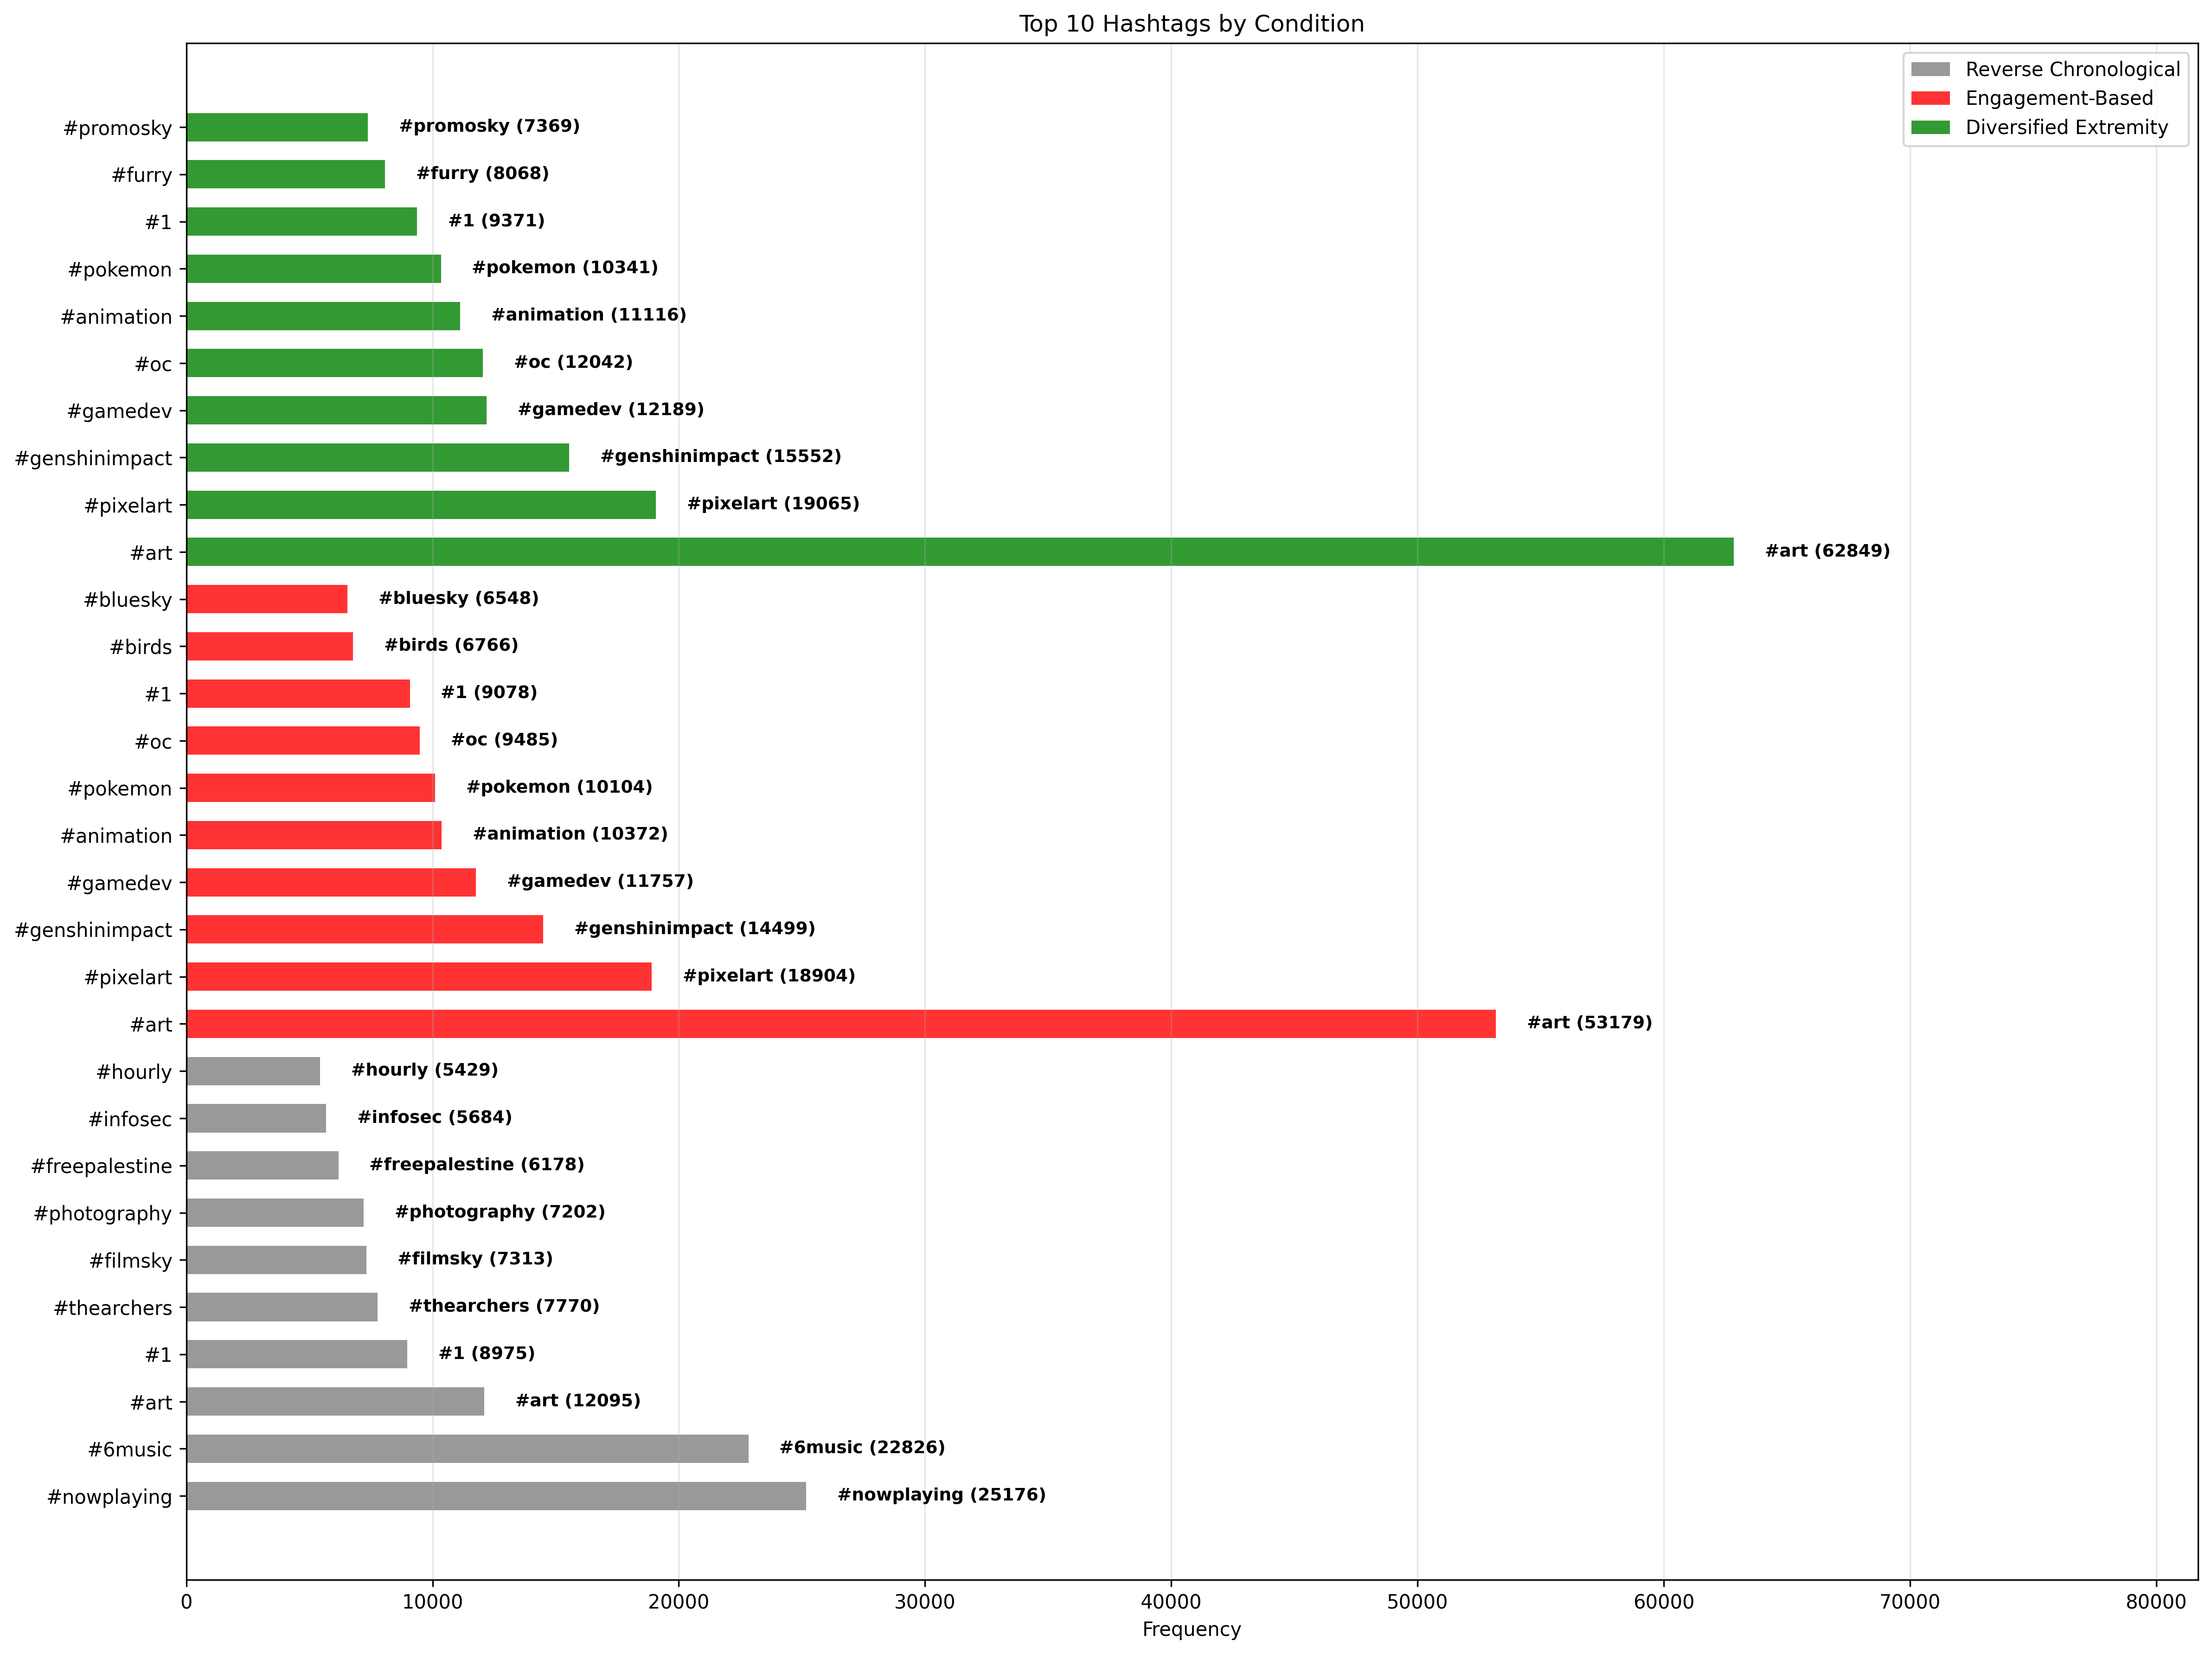 Top 10 Hashtags by Condition
Reverse Chronological
Engagement-Based
Diversified Extremity
#promosky #promosky (7369)
#furry #furry (8068)
#1 #1 (9371)
#pokemon #pokemon (10341)
#animation #animation (11116)
#oc #oc (12042)
#gamedev #gamedev (12189)
#genshinimpact #genshinimpact (15552)
#pixelart #pixelart (19065)
#art #art (62849)
#bluesky #bluesky (6548)
#birds #birds (6766)
#1 #1 (9078)
#oc #oc (9485)
#pokemon #pokemon (10104)
#animation #animation (10372)
#gamedev #gamedev (11757)
#genshinimpact #genshinimpact (14499)
#pixelart #pixelart (18904)
#art #art (53179)
#hourly #hourly (5429)
#infosec #infosec (5684)
#freepalestine #freepalestine (6178)
#photography #photography (7202)
#filmsky #filmsky (7313)
#thearchers #thearchers (7770)
#1 #1 (8975)
#art #art (12095)
#6music #6music (22826)
#nowplaying #nowplaying (25176)
0 10000 20000 30000 40000 50000 60000 70000 80000
Frequency